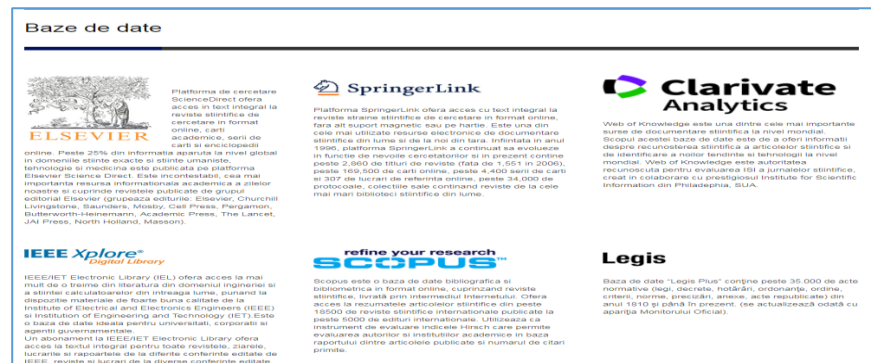 Baze de date
ELSEVIER
Platforma de cercetare
ScienceDirect ofera
acces in text integral la
reviste stiintifice de
cercetare in format
online, carti
academice, serii de
carti si enciclopedii
online. Peste 25% din informatia aparuta la nivel global
in domeniile stiinte exacte si stiinte umaniste,
tehnologie si medicina este publicata pe platforma
Elsevier Science Direct. Este incontestabil, cea mai
importanta resursa informationala academica a zilelor
noastre si cuprinde revistele publicate de grupul
editorial Elsevier (grupeaza editurile: Elsevier, Churchill
Livingstone, Saunders, Mosby, Cell Press, Pergamon,
Butterworth-Heinemann, Academic Press, The Lancet,
JAI Press, North Holland, Masson).
SpringerLink
Platforma SpringerLink ofera acces cu text integral la
reviste straine stiintifice de cercetare in format online,
fara alt suport magnetic sau pe hartie. Este una din
cele mai utilizate resurse electronice de documentare
stiintifice din lume si de la noi din tara. Infiintata in anul
1996, platforma SpringerLink a continuat sa evolueze
in functie de nevoile cercetatorilor si in prezent contine
peste 2,960 de titluri de reviste (fata de 1,551 in 2006),
peste 169,500 de carti online, peste 4,400 serii de carti
si 307 de lucrari de referinta online, peste 34,000 de
protocoale, colectiile sale continand reviste de la cele
mai mari biblioteci stiintifice din lume.
Clarivate
Analytics
Web of Knowledge este una dintre cele mai importante
surse de documentare stiintifica la nivel mondial.
Scopul acestei baze de date este de a oferi informatii
despre recunosterea stiintifica a articolelor stiintifice si
de identificare a noilor tendinte si tehnologii la nivel
mondial. Web of Knowledge este autoritatea
recunoscuta pentru evaluarea ISI a jurnalelor stiintifice,
creat in colaborare cu prestigiosul Institute for Scientific
Information din Philadephia, SUA.
IEEE Xplore®
Digital Library
IEEE/IET Electronic Library (IEL) ofera acces la mai
mult de o treime din literatura din domeniul ingineriei si
a stiintei calculatoarelor din intreaga lume, punand la
dispozitie materiale de foarte buna calitate de la
Institute of Electrical and Electronics Engineers (IEEE)
si Institution of Engineering and Technology (IET).Este
o baza de date ideala pentru universitati, corporatii si
agentii guvernamentale.
Un abonament la IEEE/IET Electronic Library ofera
acces la textul integral pentru toate revistele, ziarele,
lucrarile si rapoartele de la diferite conferinte editate de
IEEE, reviste si lucrari de la diverse conferinte editate
refine your research
SCOPUS™
Scopus este o baza de date bibliografica si
bibliometrica in format online, cuprinzand reviste
stiintifice, livrată prin intermediul Internetului. Ofera
acces la rezumatele articolelor stiintifice din peste
18500 de reviste stiintifice internationale publicate la
peste 5000 de edituri internationale. Utilizeaza ca
instrument de evaluare indicele Hirsch care permite
evaluarea autorilor si institutiilor academice in baza
raportului dintre articolele publicate si numarul de citari
primite.
Legis
Baza de date "Legis Plus" conţine peste 35.000 de acte
normative (legi, decrete, hotărâri, ordonanţe, ordine,
criterii, norme, precizări, anexe, acte republicate) din
anul 1810 şi până în prezent, (se actualizează odată cu
apariţia Monitorului Oficial).